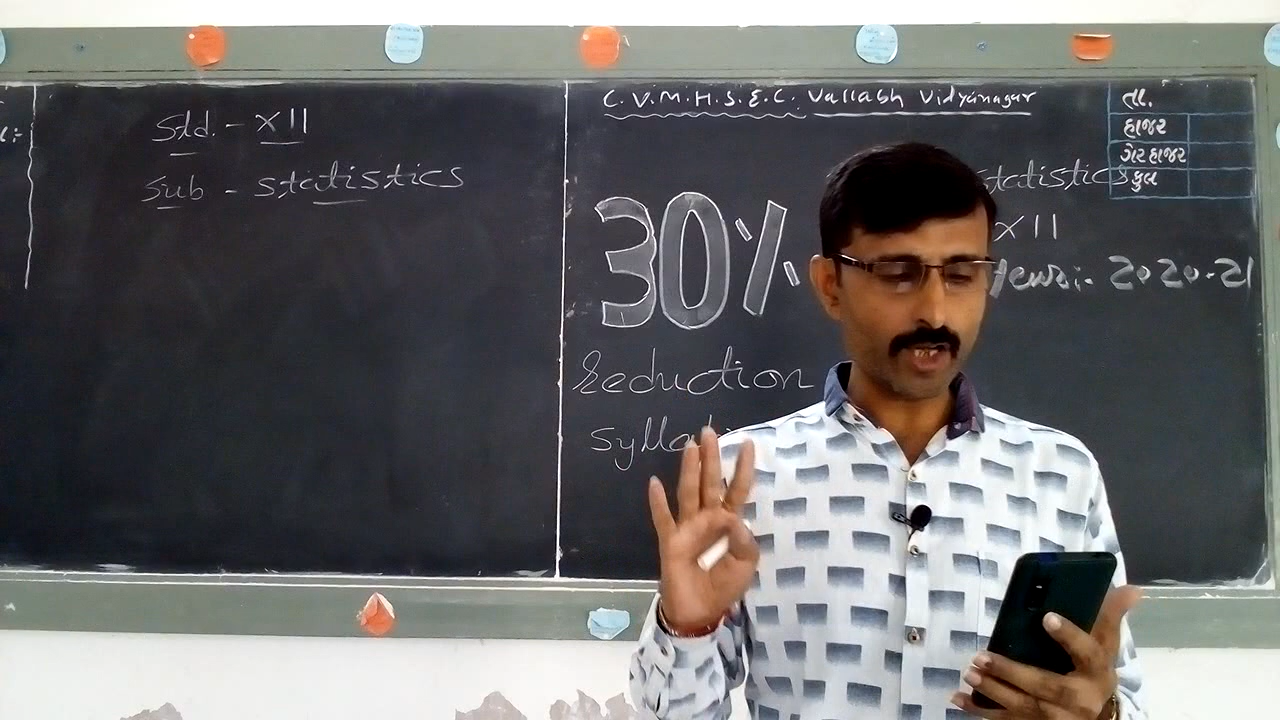 Std. - XII
Sub - Statistics
C.V.M.H.S.E.C. Vallabh Vidyanagar
તા.
હાજર
ગેરહાજર
કુલ
Statistics
30%
XII
2020-21
Reduction